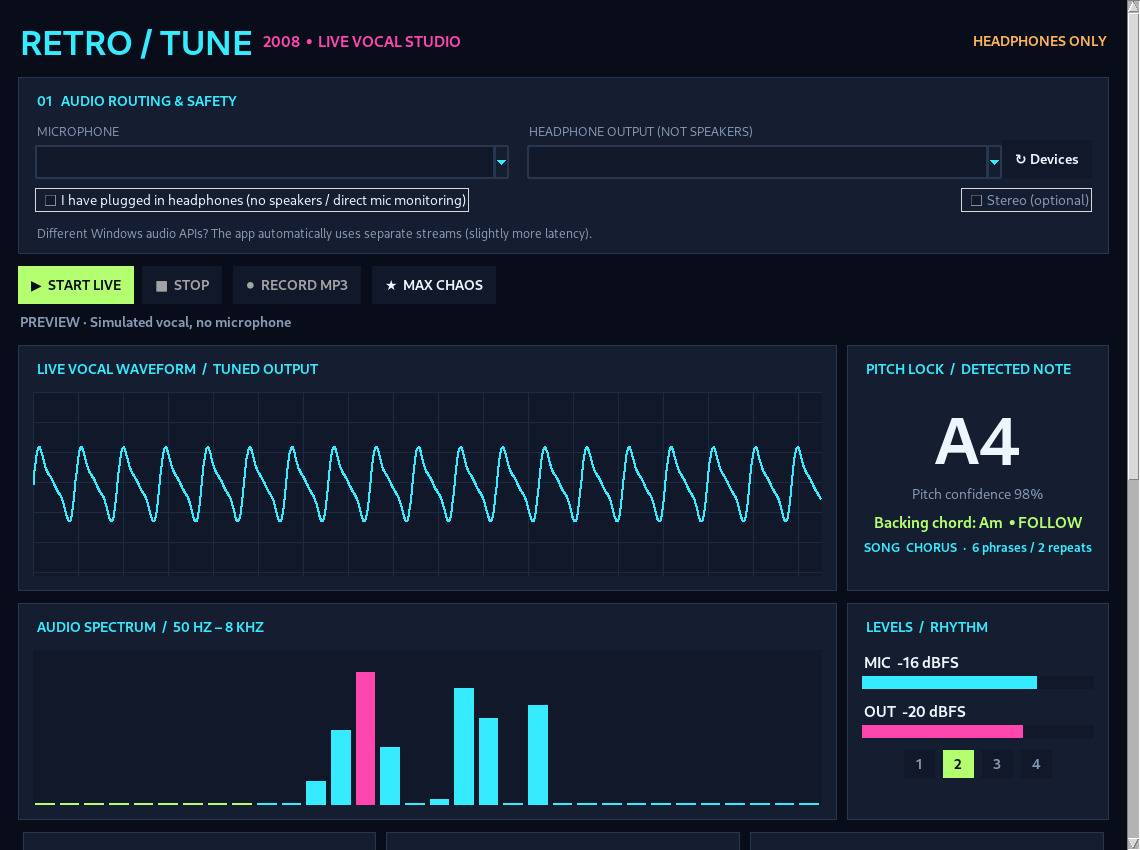 RETRO / TUNE 2008 • LIVE VOCAL STUDIO HEADPHONES ONLY
01 AUDIO ROUTING & SAFETY
MICROPHONE HEADPHONE OUTPUT (NOT SPEAKERS)
↻ Devices
I have plugged in headphones (no speakers / direct mic monitoring) Stereo (optional)
Different Windows audio APIs? The app automatically uses separate streams (slightly more latency).
▶ START LIVE ■ STOP ● RECORD MP3 ★ MAX CHAOS
PREVIEW · Simulated vocal, no microphone
LIVE VOCAL WAVEFORM / TUNED OUTPUT
PITCH LOCK / DETECTED NOTE
A4
Pitch confidence 98%
Backing chord: Am • FOLLOW
SONG CHORUS · 6 phrases / 2 repeats
AUDIO SPECTRUM / 50 HZ – 8 KHZ
LEVELS / RHYTHM
MIC -16 dBFS
OUT -20 dBFS
1 2 3 4